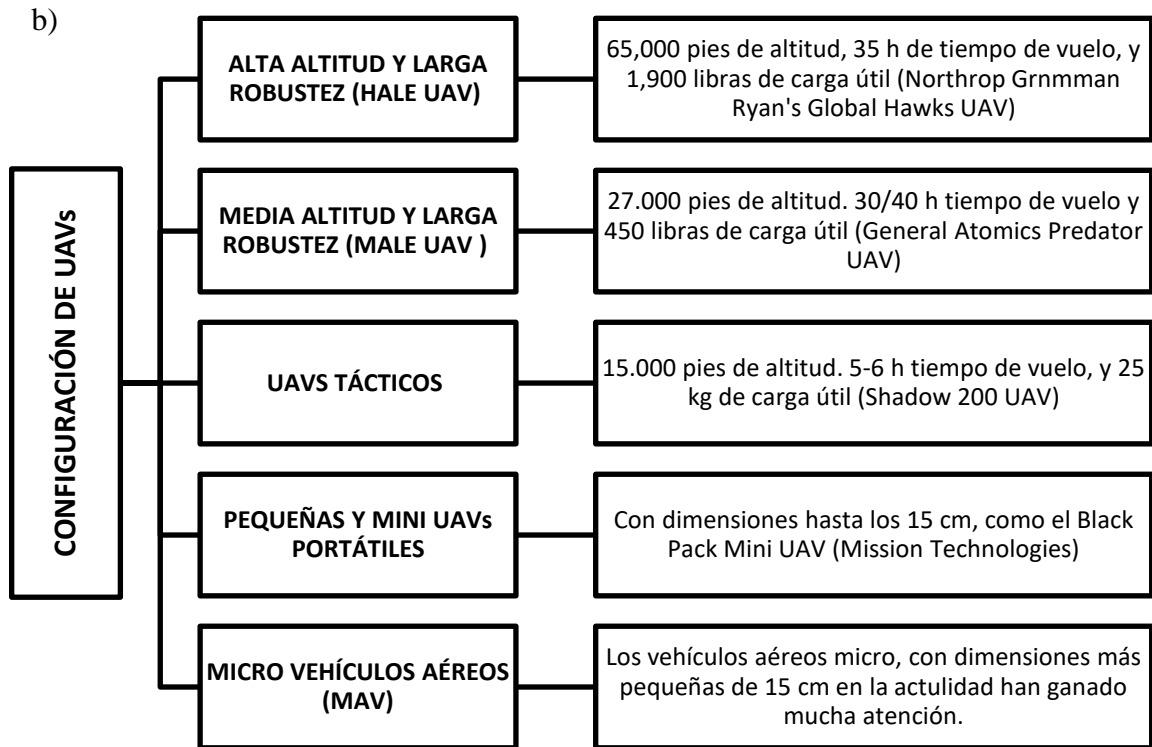 b)
CONFIGURACIÓN DE UAVs
ALTA ALTITUD Y LARGA
ROBUSTEZ (HALE UAV)
65,000 pies de altitud, 35 h de tiempo de vuelo, y
1,900 libras de carga útil (Northrop Grnmman
Ryan's Global Hawks UAV)
MEDIA ALTITUD Y LARGA
ROBUSTEZ (MALE UAV )
27.000 pies de altitud. 30/40 h tiempo de vuelo y
450 libras de carga útil (General Atomics Predator
UAV)
UAVS TÁCTICOS
15.000 pies de altitud. 5-6 h tiempo de vuelo, y 25
kg de carga útil (Shadow 200 UAV)
PEQUEÑAS Y MINI UAVs
PORTÁTILES
Con dimensiones hasta los 15 cm, como el Black
Pack Mini UAV (Mission Technologies)
MICRO VEHÍCULOS AÉREOS
(MAV)
Los vehículos aéreos micro, con dimensiones más
pequeñas de 15 cm en la actulidad han ganado
mucha atención.